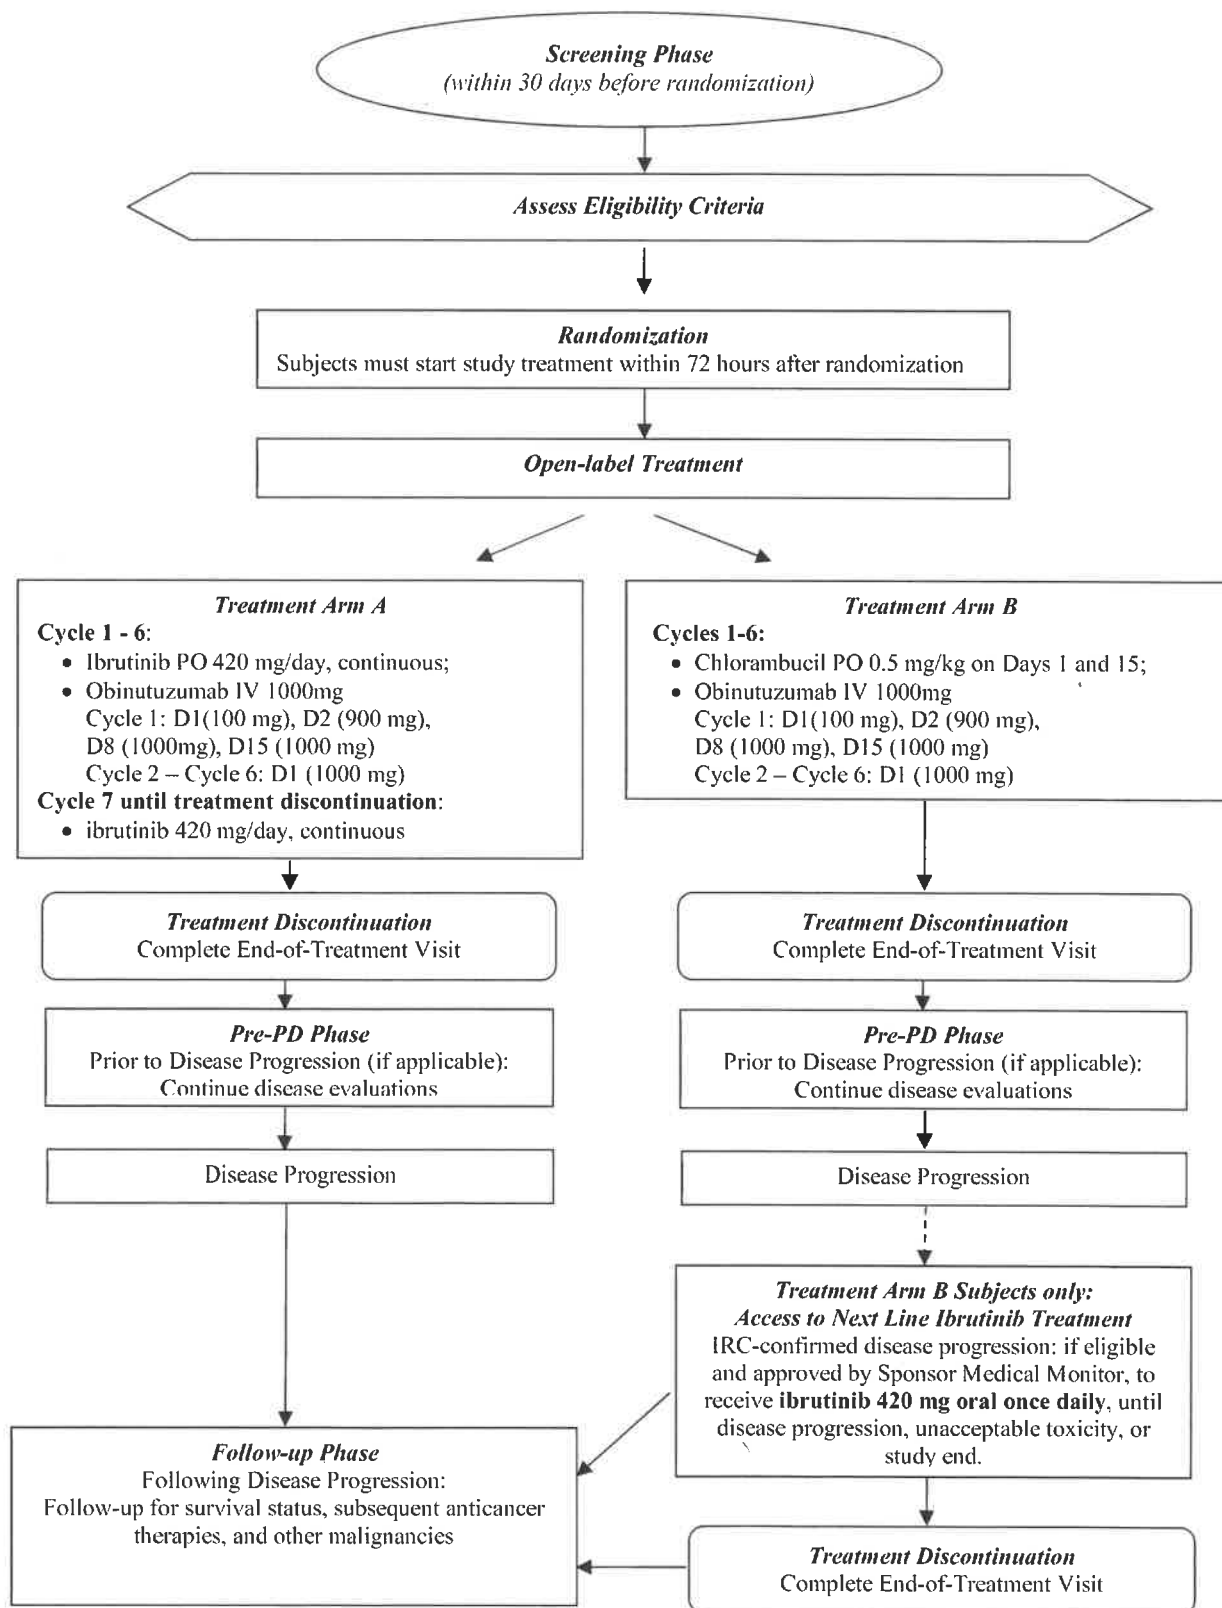 Screening Phase
(within 30 days before randomization)
Assess Eligibility Criteria
Randomization
Subjects must start study treatment within 72 hours after randomization
Open-label Treatment
Treatment Arm A
Cycle 1 - 6:
• Ibrutinib PO 420 mg/day, continuous;
• Obinutuzumab IV 1000mg
Cycle 1: D1(100 mg), D2 (900 mg),
D8 (1000mg), D15 (1000 mg)
Cycle 2 – Cycle 6: D1 (1000 mg)
Cycle 7 until treatment discontinuation:
• ibrutinib 420 mg/day, continuous
Treatment Discontinuation
Complete End-of-Treatment Visit
Pre-PD Phase
Prior to Disease Progression (if applicable):
Continue disease evaluations
Disease Progression
Treatment Arm B
Cycles 1-6:
• Chlorambucil PO 0.5 mg/kg on Days 1 and 15;
• Obinutuzumab IV 1000mg
Cycle 1: D1(100 mg), D2 (900 mg),
D8 (1000 mg), D15 (1000 mg)
Cycle 2 – Cycle 6: D1 (1000 mg)
Treatment Discontinuation
Complete End-of-Treatment Visit
Pre-PD Phase
Prior to Disease Progression (if applicable):
Continue disease evaluations
Disease Progression
Treatment Arm B Subjects only:
Access to Next Line Ibrutinib Treatment
IRC-confirmed disease progression: if eligible
and approved by Sponsor Medical Monitor, to
receive ibrutinib 420 mg oral once daily, until
disease progression, unacceptable toxicity, or
study end.
Treatment Discontinuation
Complete End-of-Treatment Visit
Follow-up Phase
Following Disease Progression:
Follow-up for survival status, subsequent anticancer
therapies, and other malignancies